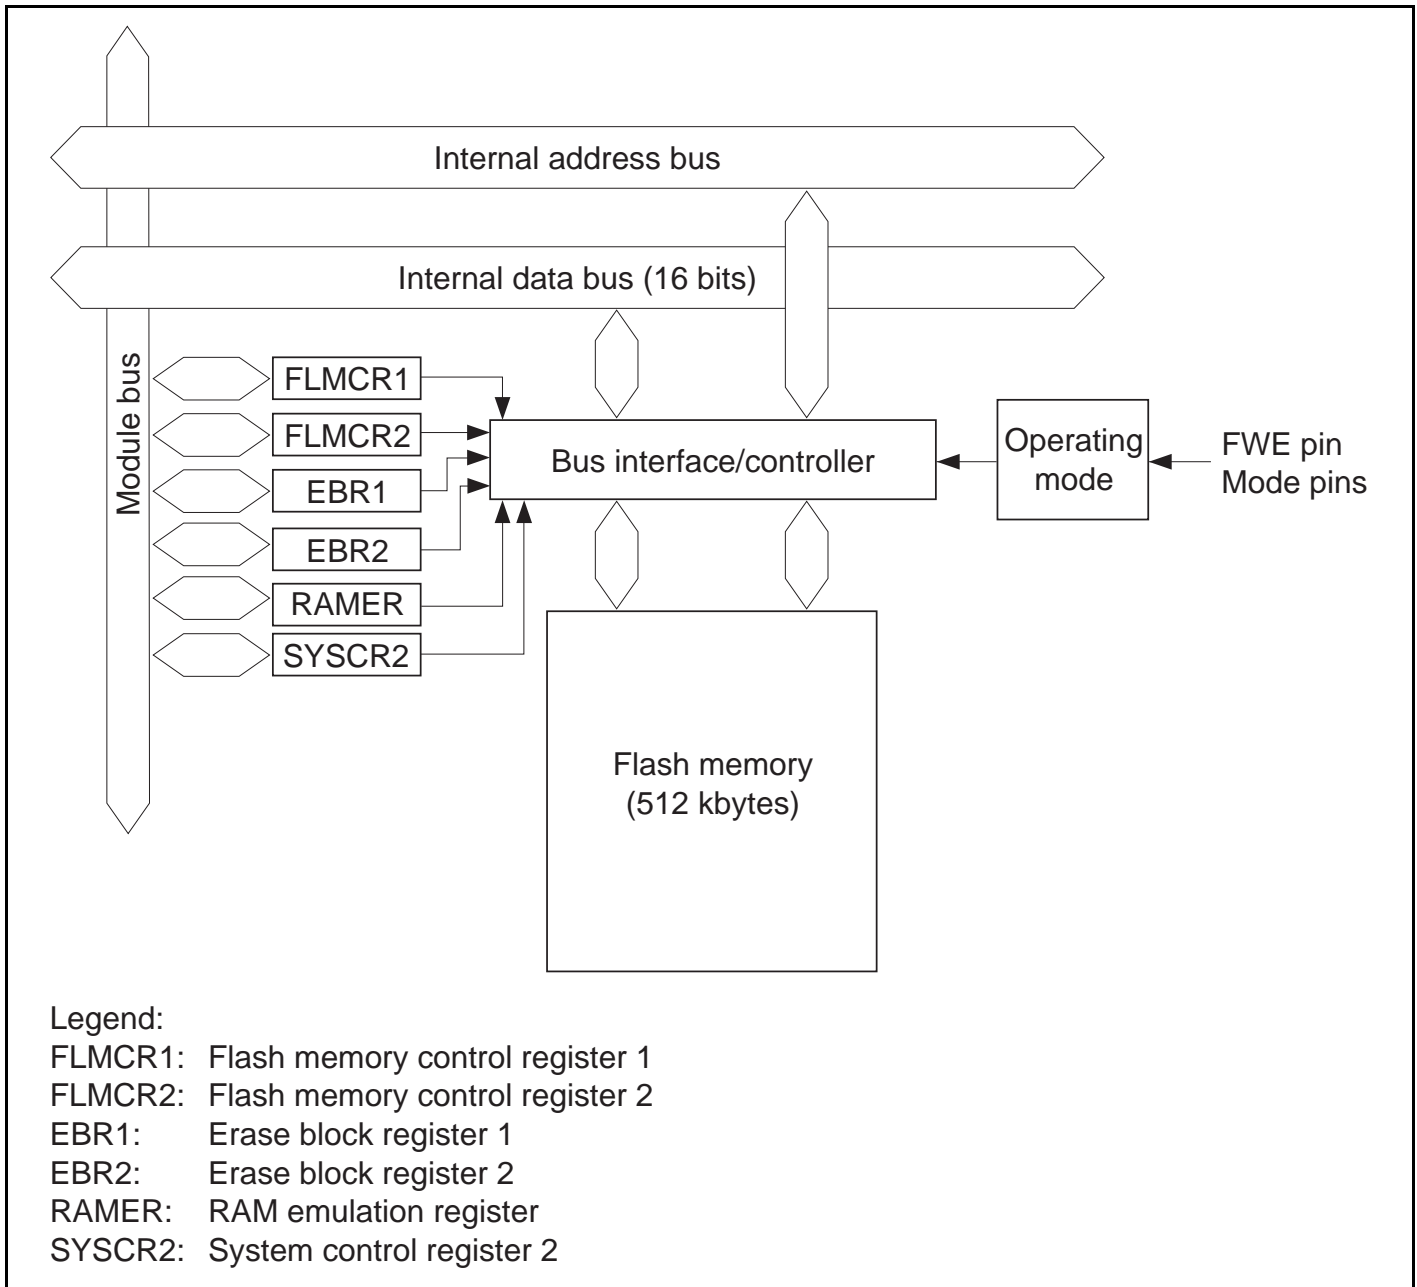 Internal address bus
Internal data bus (16 bits)
Module bus
FLMCR1
FLMCR2
EBR1
EBR2
RAMER
SYSCR2
Bus interface/controller
Operating
mode
FWE pin
Mode pins
Flash memory
(512 kbytes)
Legend:
FLMCR1: Flash memory control register 1
FLMCR2: Flash memory control register 2
EBR1: Erase block register 1
EBR2: Erase block register 2
RAMER: RAM emulation register
SYSCR2: System control register 2